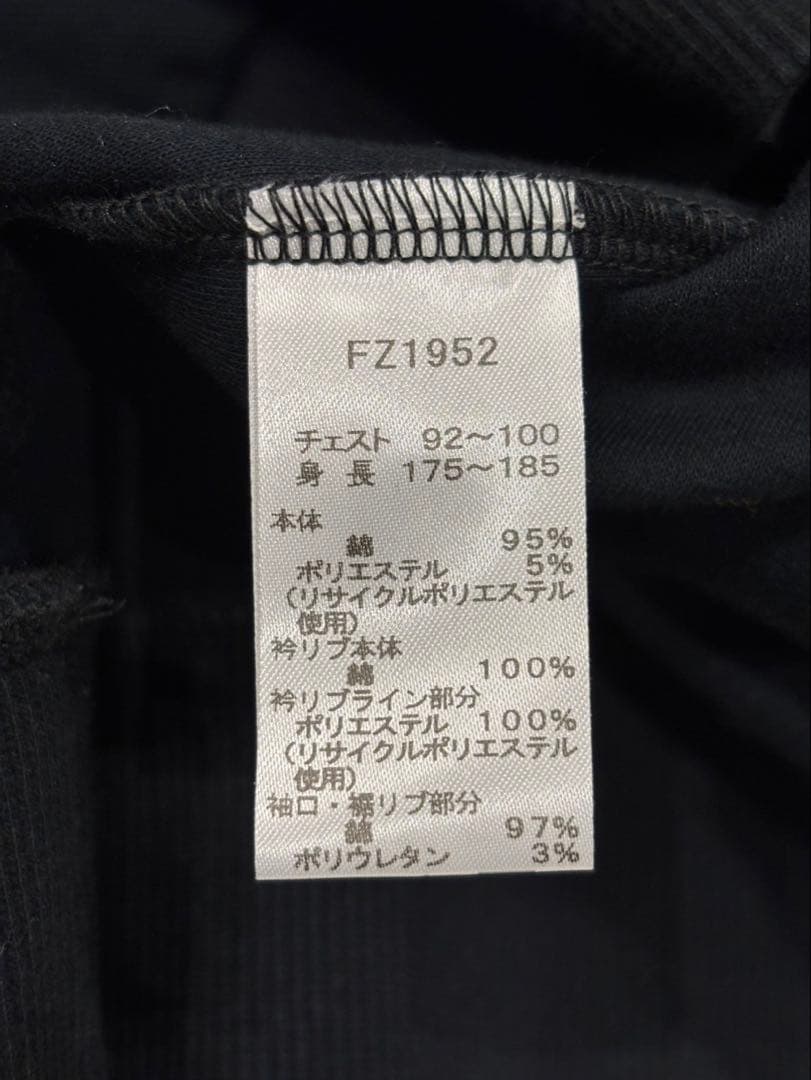 FZ1952
チェスト 92〜100
身 長 175〜185
本体
綿 95%
ポリエステル 5%
(リサイクルポリエステル
使用)
衿リブ本体
綿 100%
衿リブライン部分
ポリエステル 100%
(リサイクルポリエステル
使用)
袖口・裾リブ部分
綿 97%
ポリウレタン 3%